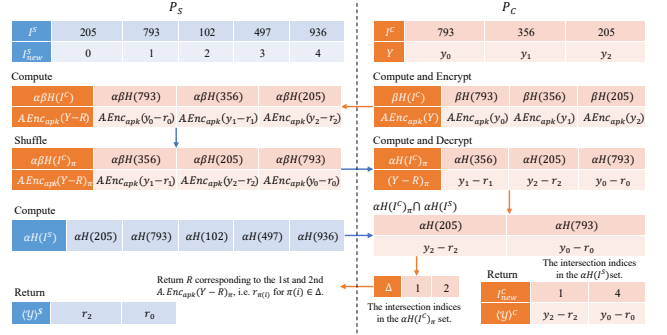 P_S
P_C
I^S 205 793 102 497 936
I^S_new 0 1 2 3 4
I^C 793 356 205
Y y_0 y_1 y_2
Compute
αβH(I^C) αβH(793) αβH(356) αβH(205)
A.Enc_apk(Y−R) A.Enc_apk(y_0−r_0) A.Enc_apk(y_1−r_1) A.Enc_apk(y_2−r_2)
Compute and Encrypt
βH(I^C) βH(793) βH(356) βH(205)
A.Enc_apk(Y) A.Enc_apk(y_0) A.Enc_apk(y_1) A.Enc_apk(y_2)
Shuffle
αβH(I^C)_π αβH(356) αβH(205) αβH(793)
A.Enc_apk(Y−R)_π A.Enc_apk(y_1−r_1) A.Enc_apk(y_2−r_2) A.Enc_apk(y_0−r_0)
Compute and Decrypt
αH(I^C)_π αH(356) αH(205) αH(793)
(Y − R)_π y_1 − r_1 y_2 − r_2 y_0 − r_0
Compute
αH(I^S) αH(205) αH(793) αH(102) αH(497) αH(936)
αH(I^C)_π ∩ αH(I^S)
αH(205) αH(793)
y_2 − r_2 y_0 − r_0
Return R corresponding to the 1st and 2nd
A.Enc_apk(Y − R)_π, i.e. r_π(i) for π(i) ∈ Δ.
Δ 1 2
The intersection indices
in the αH(I^C)_π set.
The intersection indices
in the αH(I^S)set.
Return
⟨y⟩^S r_2 r_0
Return
I^C_new 1 4
⟨y⟩^C y_2 − r_2 y_0 − r_0